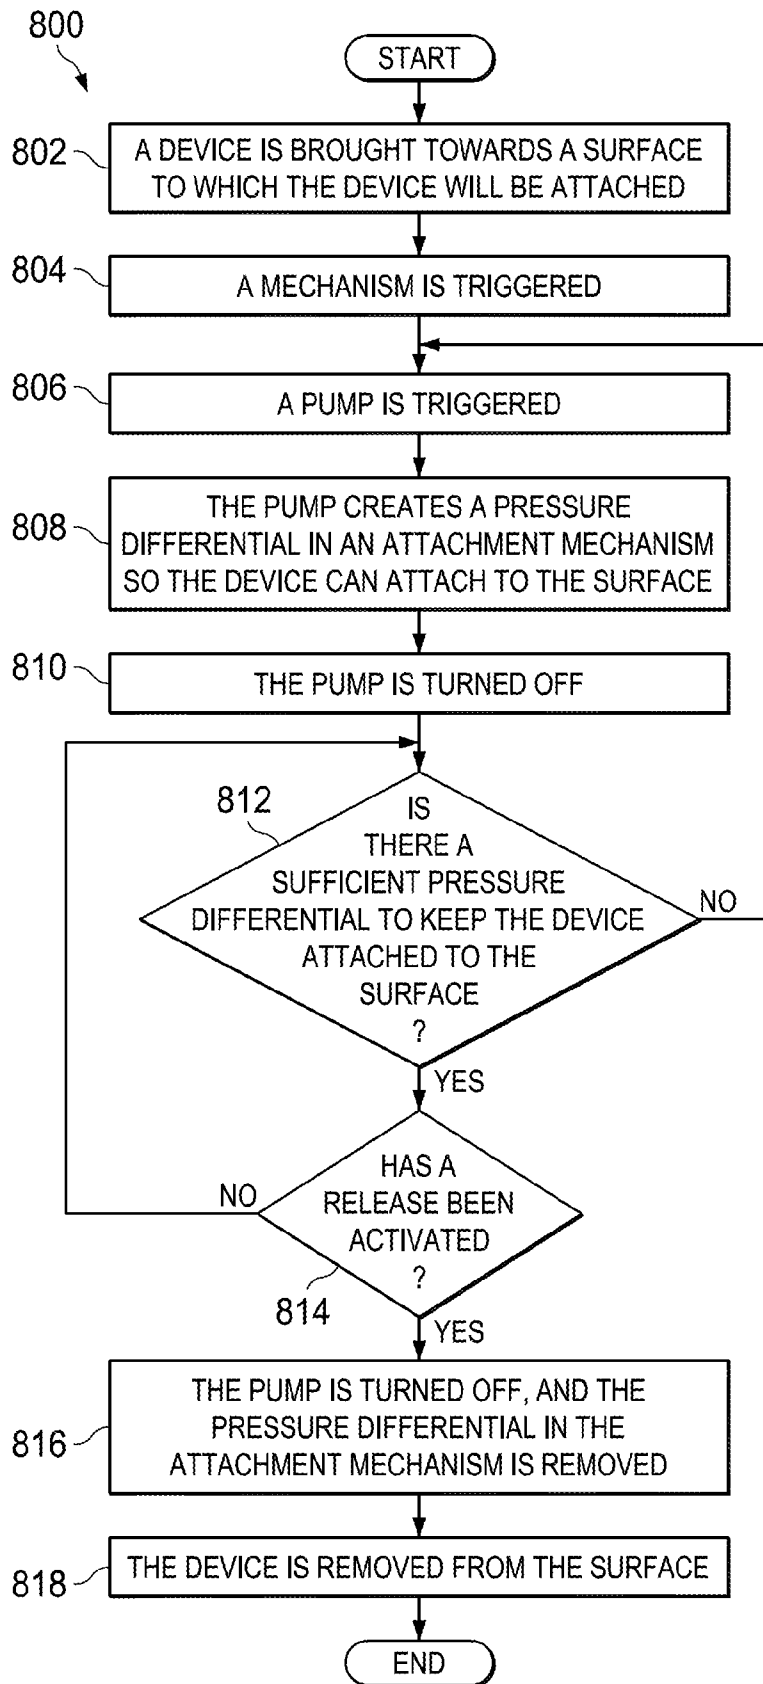 800
START
802
A DEVICE IS BROUGHT TOWARDS A SURFACE
TO WHICH THE DEVICE WILL BE ATTACHED
804
A MECHANISM IS TRIGGERED
806
A PUMP IS TRIGGERED
808
THE PUMP CREATES A PRESSURE
DIFFERENTIAL IN AN ATTACHMENT MECHANISM
SO THE DEVICE CAN ATTACH TO THE SURFACE
810
THE PUMP IS TURNED OFF
812
IS
THERE A
SUFFICIENT PRESSURE
DIFFERENTIAL TO KEEP THE DEVICE
ATTACHED TO THE
SURFACE
?
NO
YES
HAS A
RELEASE BEEN
ACTIVATED
?
NO
814
YES
816
THE PUMP IS TURNED OFF, AND THE
PRESSURE DIFFERENTIAL IN THE
ATTACHMENT MECHANISM IS REMOVED
818
THE DEVICE IS REMOVED FROM THE SURFACE
END